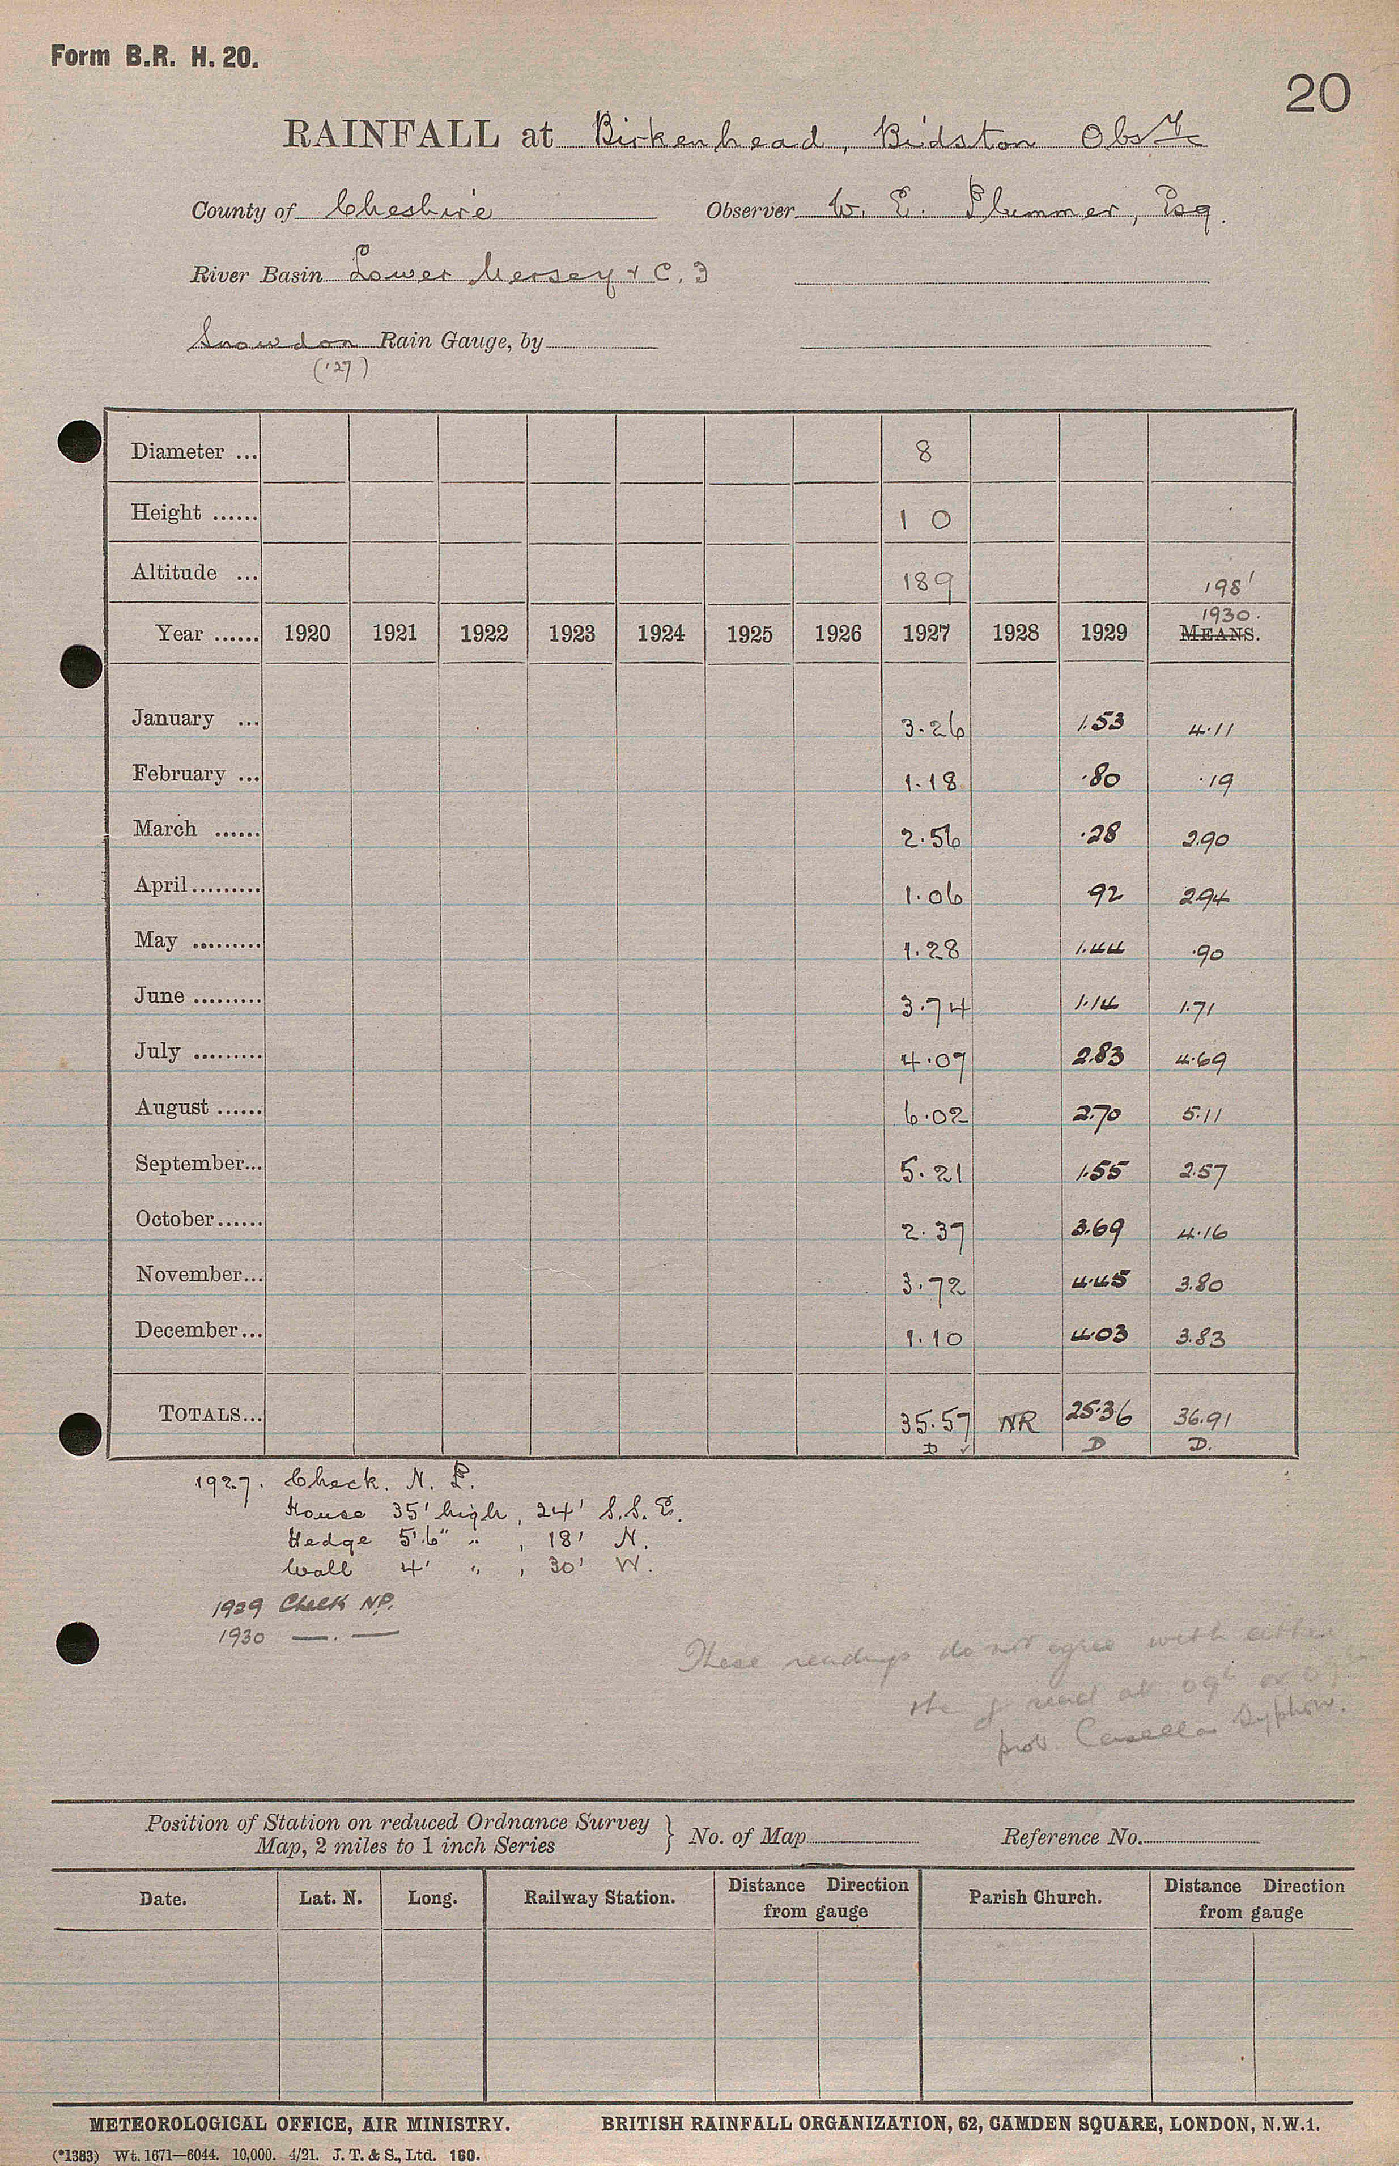 Form B.R. H. 20.
20
RAINFALL at Birkenhead, Bidston Obsy
County of Cheshire Observer W. E. Plummer, Esq.
River Basin Lower Mersey + C. 3
Snowdon Rain Gauge, by
('27)
Diameter ... 8
Height ...... 1 0
Altitude ... 189 198'
1930.
Year ...... 1920 1921 1922 1923 1924 1925 1926 1927 1928 1929 MEANS.
January ... 3.26 1.53 4.11
February ... 1.18 .80 .19
March ...... 2.56 .28 2.90
April......... 1.06 92 2.94
May ......... 1.28 1.44 .90
June ......... 3.74 1.14 1.71
July ......... 4.07 2.83 4.69
August ...... 6.02 2.70 5.11
September... 5.21 1.55 2.57
October...... 2.37 3.69 4.16
November... 3.72 4.45 3.80
December... 1.10 4.03 3.83
TOTALS... 35.57 NR 25.36 36.91
D ✓ D D.
1927. Check. N. P.
House 35' high, 24' S.S.E.
Hedge 5'6" " , 18' N.
Wall 4' " , 30' W.
1929 Check NP.
1930 —.—
These readings do not agree with either
the read at 09h or
prob. Casella Syphon.
Position of Station on reduced Ordnance Survey
Map, 2 miles to 1 inch Series } No. of Map Reference No.
Date. Lat. N. Long. Railway Station. Distance Direction from gauge Parish Church. Distance Direction from gauge
METEOROLOGICAL OFFICE, AIR MINISTRY. BRITISH RAINFALL ORGANIZATION, 62, CAMDEN SQUARE, LONDON, N.W.1.
(*1383) Wt. 1671—6044. 10,000. 4/21. J. T. & S., Ltd. 160.